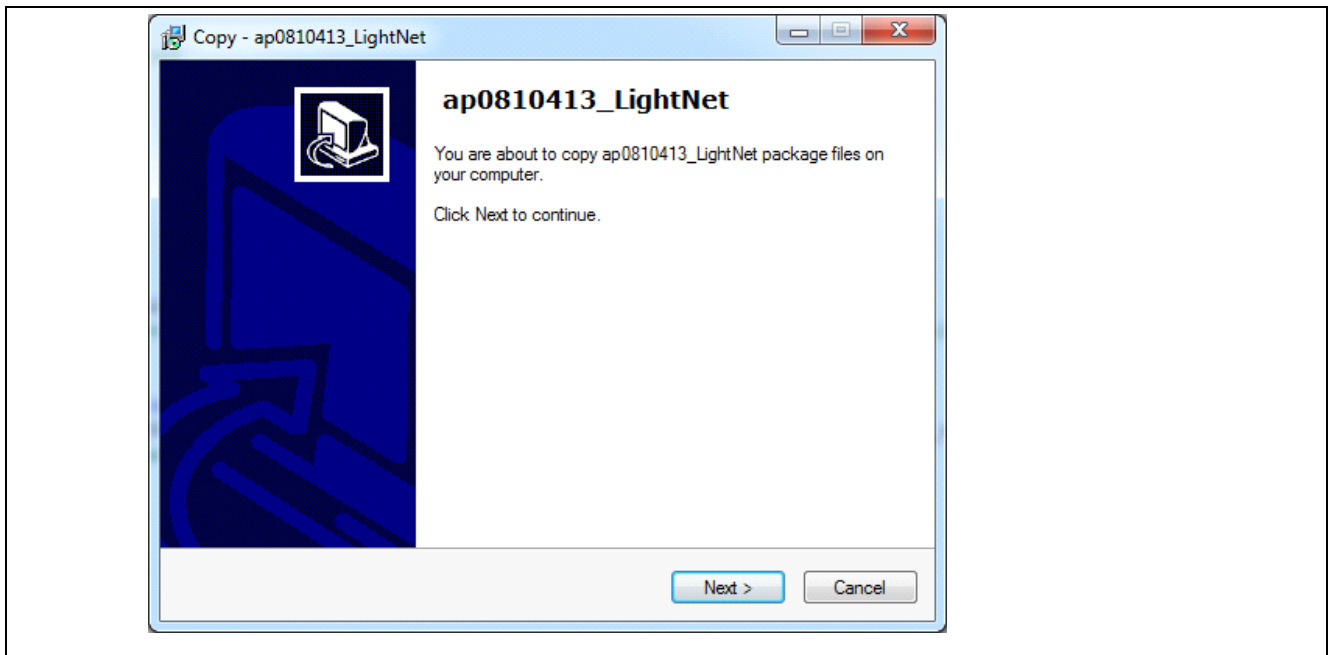 Copy - ap0810413_LightNet
ap0810413_LightNet
You are about to copy ap0810413_LightNet package files on
your computer.
Click Next to continue.
Next >
Cancel